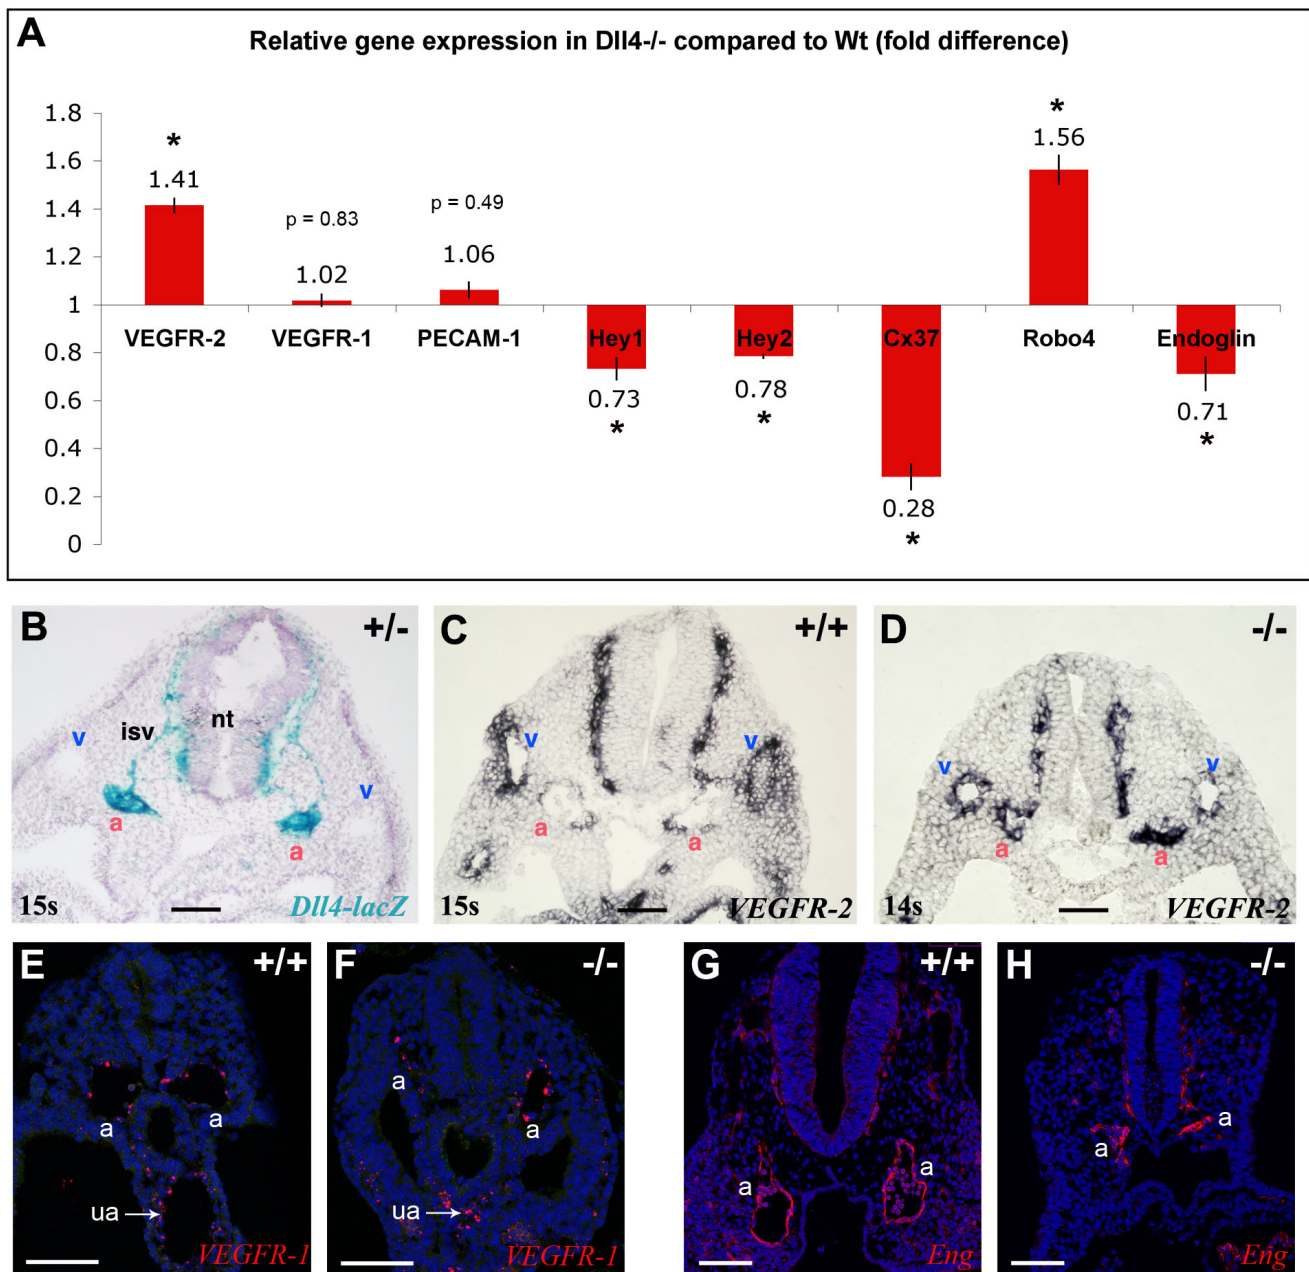 A
Relative gene expression in Dll4-/- compared to Wt (fold difference)
1.8
1.6
1.4
1.2
1
0.8
0.6
0.4
0.2
0
*
1.41
p = 0.83
1.02
p = 0.49
1.06
*
1.56
VEGFR-2 VEGFR-1 PECAM-1 Hey1 Hey2 Cx37 Robo4 Endoglin
0.73
*
0.78
*
0.28
*
0.71
*
B +/-
isv nt
v v
a a
15s Dll4-lacZ
C +/+
v v
a a
15s VEGFR-2
D -/-
v v
a a
14s VEGFR-2
E +/+
a a
ua
VEGFR-1
F -/-
a
a
ua
VEGFR-1
G +/+
a a
Eng
H -/-
a a
Eng